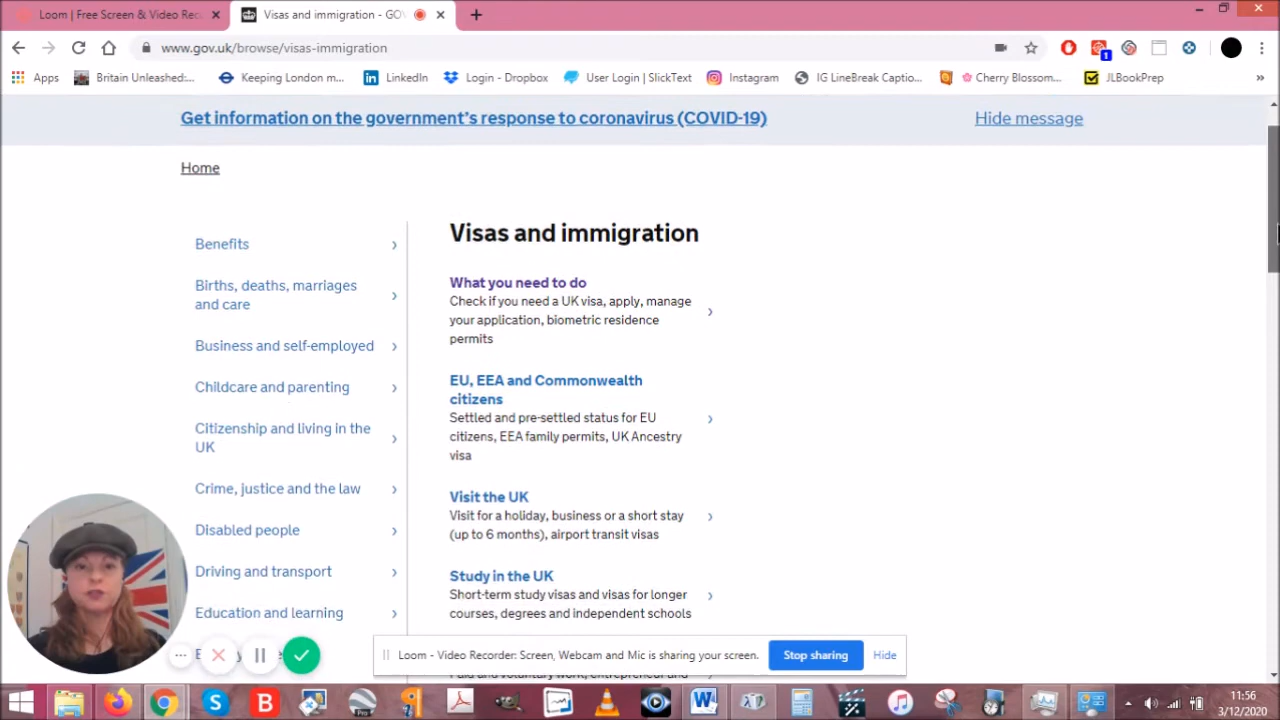 Loom | Free Screen & Video Rec
Visas and immigration - GOV
www.gov.uk/browse/visas-immigration
1
Apps
Britain Unleashed:...
Keeping London m...
LinkedIn
Login - Dropbox
User Login | SlickText
Instagram
IG LineBreak Captio...
Cherry Blossom...
JLBookPrep
»
Get information on the government's response to coronavirus (COVID-19)
Hide message
Home
Benefits
Births, deaths, marriages
and care
Business and self-employed
Childcare and parenting
Citizenship and living in the
UK
Crime, justice and the law
Disabled people
Driving and transport
Education and learning
Visas and immigration
What you need to do
Check if you need a UK visa, apply, manage
your application, biometric residence
permits
EU, EEA and Commonwealth
citizens
Settled and pre-settled status for EU
citizens, EEA family permits, UK Ancestry
visa
Visit the UK
Visit for a holiday, business or a short stay
(up to 6 months), airport transit visas
Study in the UK
Short-term study visas and visas for longer
courses, degrees and independent schools
Loom - Video Recorder: Screen, Webcam and Mic is sharing your screen.
Stop sharing
Hide
Paid and voluntary work, entrepreneur and
11:56
3/12/2020